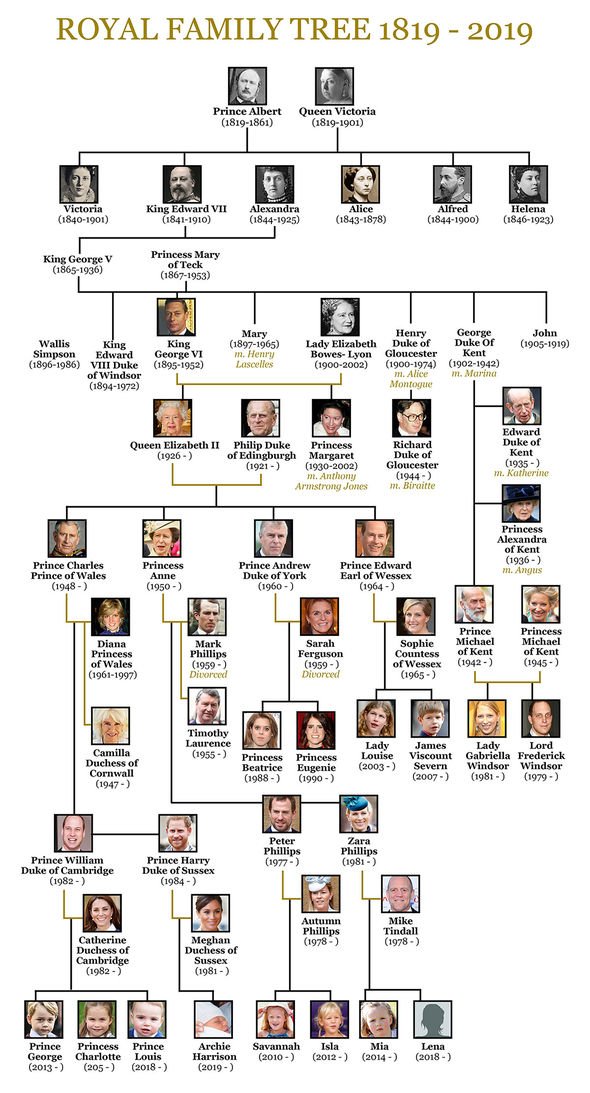 ROYAL FAMILY TREE 1819 - 2019
Prince Albert
(1819-1861)
Queen Victoria
(1819-1901)
Victoria
(1840-1901)
King Edward VII
(1841-1910)
Alexandra
(1844-1925)
Alice
(1843-1878)
Alfred
(1844-1900)
Helena
(1846-1923)
King George V
(1865-1936)
Princess Mary
of Teck
(1867-1953)
Wallis
Simpson
(1896-1986)
King
Edward
VIII Duke
of Windsor
(1894-1972)
King
George VI
(1895-1952)
Mary
(1897-1965)
m. Henry
Lascelles
Lady Elizabeth
Bowes- Lyon
(1900-2002)
Henry
Duke of
Gloucester
(1900-1974)
m. Alice
Montogue
George
Duke Of
Kent
(1902-1942)
m. Marina
John
(1905-1919)
Queen Elizabeth II
(1926 - )
Philip Duke
of Edingburgh
(1921 - )
Princess
Margaret
(1930-2002)
m. Anthony
Armstrong Jones
Richard
Duke of
Gloucester
(1944 - )
m. Biraitte
Edward
Duke of
Kent
(1935 - )
m. Katherine
Princess
Alexandra
of Kent
(1936 - )
m. Angus
Prince Charles
Prince of Wales
(1948 - )
Princess
Anne
(1950 - )
Prince Andrew
Duke of York
(1960 - )
Prince Edward
Earl of Wessex
(1964 - )
Diana
Princess
of Wales
(1961-1997)
Mark
Phillips
(1959 - )
Divorced
Sarah
Ferguson
(1959 - )
Divorced
Sophie
Countess
of Wessex
(1965 - )
Prince
Michael
of Kent
(1942 - )
Princess
Michael
of Kent
(1945 - )
Camilla
Duchess of
Cornwall
(1947 - )
Timothy
Laurence
(1955 - )
Princess
Beatrice
(1988 - )
Princess
Eugenie
(1990 - )
Lady
Louise
(2003 - )
James
Viscount
Severn
(2007 - )
Lady
Gabriella
Windsor
(1981 - )
Lord
Frederick
Windsor
(1979 - )
Prince William
Duke of Cambridge
(1982 - )
Prince Harry
Duke of Sussex
(1984 - )
Peter
Phillips
(1977 - )
Zara
Phillips
(1981 - )
Catherine
Duchess of
Cambridge
(1982 - )
Meghan
Duchess of
Sussex
(1981 - )
Autumn
Phillips
(1978 - )
Mike
Tindall
(1978 - )
Prince
George
(2013 - )
Princess
Charlotte
(205 - )
Prince
Louis
(2018 - )
Archie
Harrison
(2019 - )
Savannah
(2010 - )
Isla
(2012 - )
Mia
(2014 - )
Lena
(2018 - )